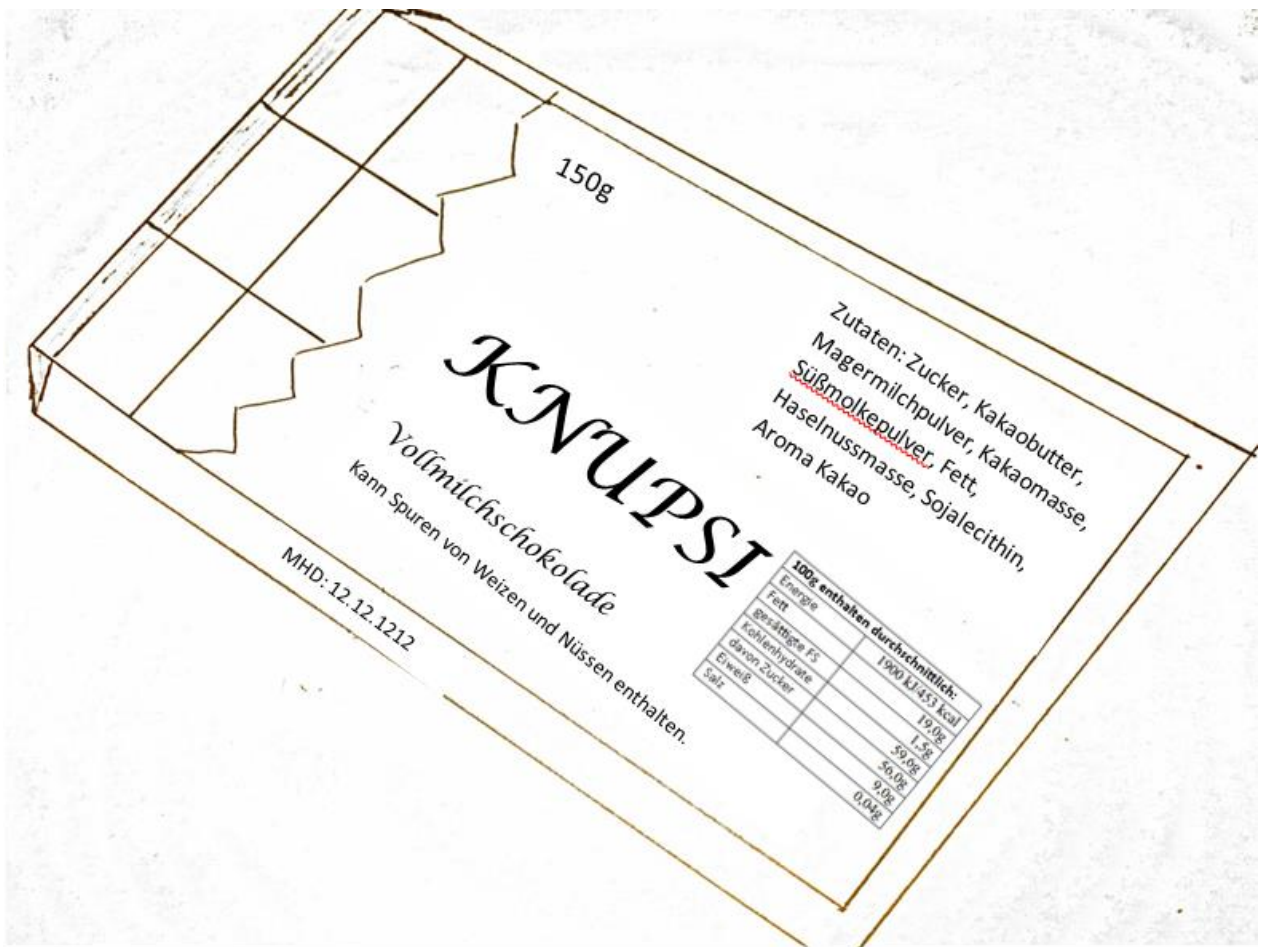 150g
Zutaten: Zucker, Kakaobutter,
Magermilchpulver, Kakaomasse,
Süßmolkepulver, Fett,
Haselnussmasse, Sojalecithin,
Aroma Kakao
KNUPSI
Vollmilchschokolade
Kann Spuren von Weizen und Nüssen enthalten.
MHD: 12.12.1212
100g enthalten durchschnittlich:
Energie 1900 kJ/453 kcal
Fett 19,0g
gesättigte FS 1,5g
Kohlenhydrate 59,6g
davon Zucker 56,0g
Eiweiß 9,0g
Salz 0,04g